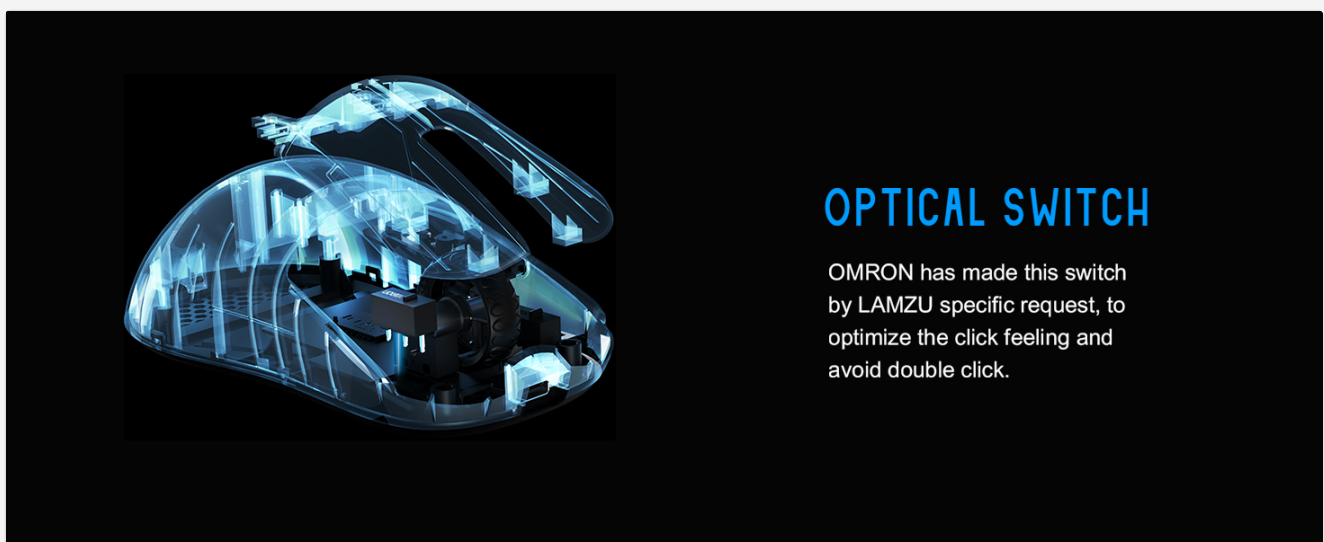 OPTICAL SWITCH
OMRON has made this switch
by LAMZU specific request, to
optimize the click feeling and
avoid double click.